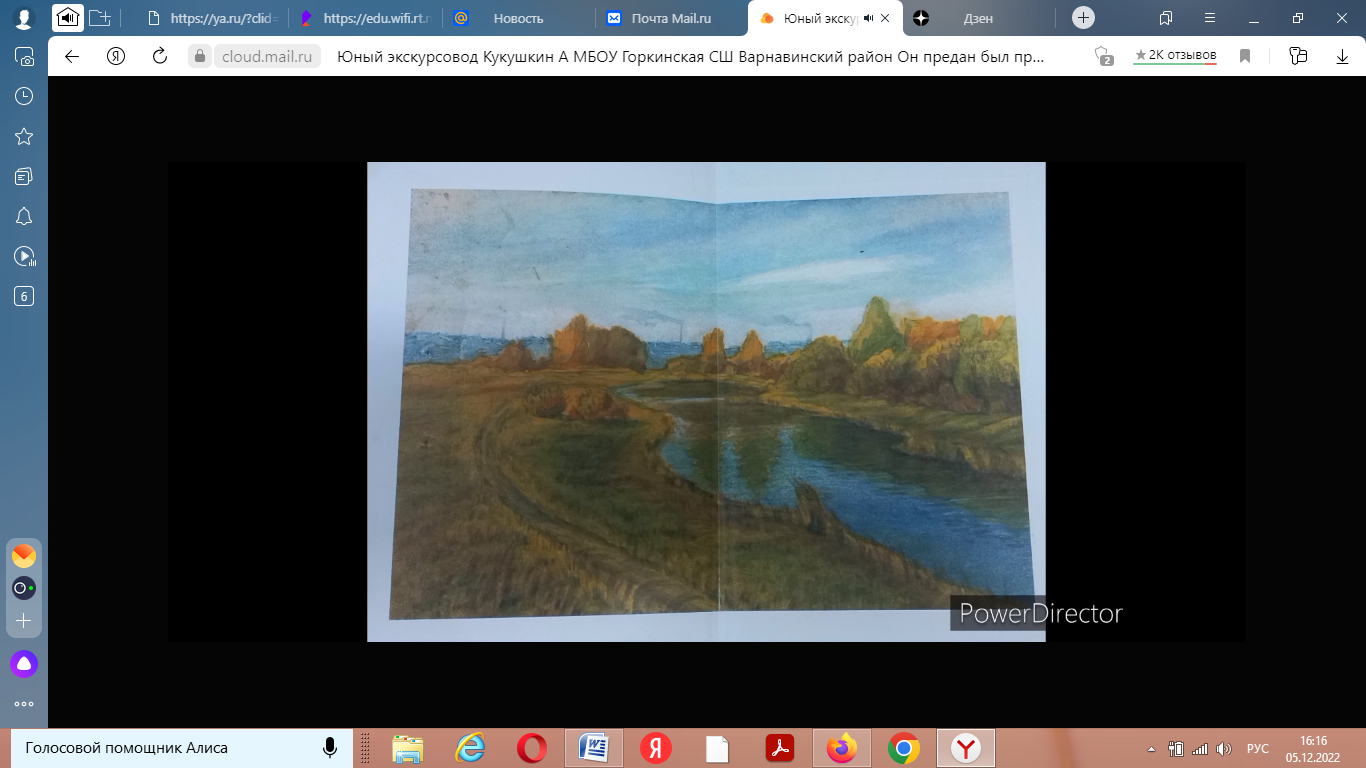 https://ya.ru/?clid=
https://edu.wifi.rt.r
Новость
Почта Mail.ru
Юный экскур
Дзен
cloud.mail.ru
Юный экскурсовод Кукушкин А МБОУ Горкинская СШ Варнавинский район Он предан был пр...
2
2К отзывов
6
PowerDirector
Голосовой помощник Алиса
РУС
16:16
05.12.2022